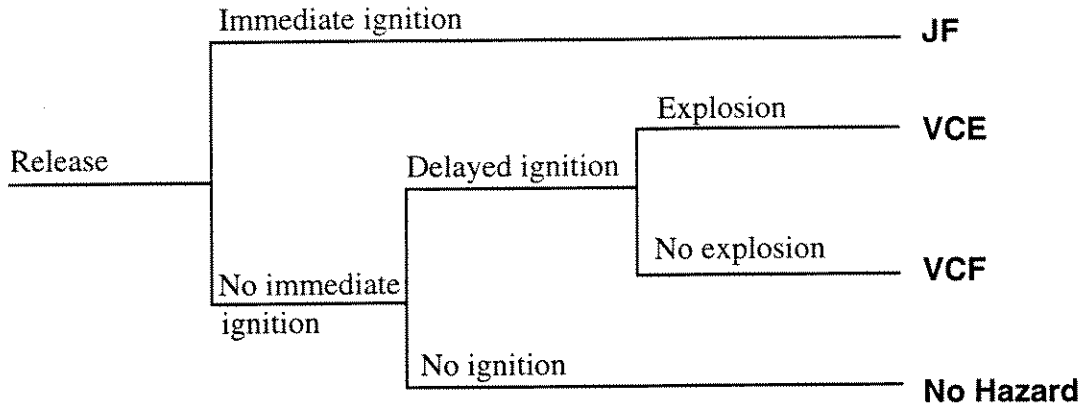 Immediate ignition
JF
Explosion
VCE
Release
Delayed ignition
No explosion
VCF
No immediate
ignition
No ignition
No Hazard